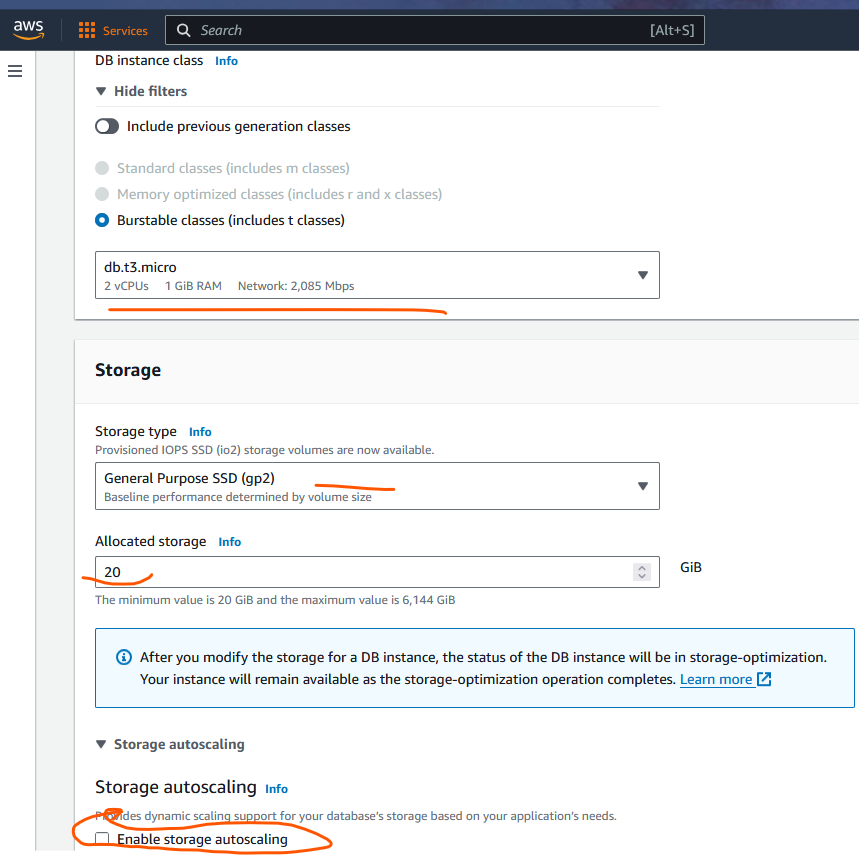 aws
Services
Search
[Alt+S]
DB instance class Info
Hide filters
Include previous generation classes
Standard classes (includes m classes)
Memory optimized classes (includes r and x classes)
Burstable classes (includes t classes)
db.t3.micro
2 vCPUs 1 GiB RAM Network: 2,085 Mbps
Storage
Storage type Info
Provisioned IOPS SSD (io2) storage volumes are now available.
General Purpose SSD (gp2)
Baseline performance determined by volume size
Allocated storage Info
20
GiB
The minimum value is 20 GiB and the maximum value is 6,144 GiB
After you modify the storage for a DB instance, the status of the DB instance will be in storage-optimization.
Your instance will remain available as the storage-optimization operation completes. Learn more
Storage autoscaling
Storage autoscaling Info
Provides dynamic scaling support for your database's storage based on your application's needs.
Enable storage autoscaling